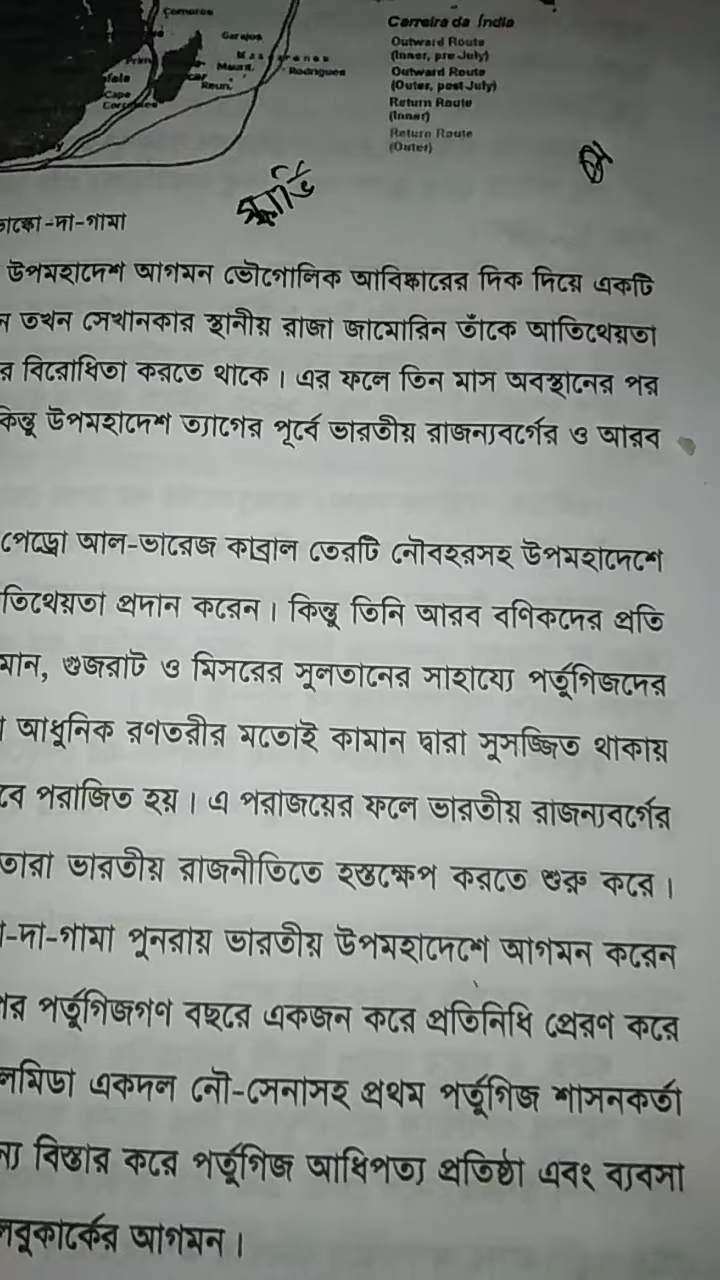 Comoros
Garajos
Mascarenes
Maurit.
Rodrigues
Reuni.
Cape
Carreira da Índia
Outward Route
(Inner, pre-July)
Outward Route
(Outer, post-July)
Return Route
(Inner)
Return Route
(Outer)
-দা-গামা
উপমহাদেশ আগমন ভৌগোলিক আবিষ্কারের দিক দিয়ে একটি
ন তখন সেখানকার স্থানীয় রাজা জামোরিন তাঁকে আতিথেয়তা
র বিরোধিতা করতে থাকে। এর ফলে তিন মাস অবস্থানের পর
কিন্তু উপমহাদেশ ত্যাগের পূর্বে ভারতীয় রাজন্যবর্গের ও আরব
পেড্রো আল-ভারেজ কাব্রাল তেরটি নৌবহরসহ উপমহাদেশে
তিথেয়তা প্রদান করেন। কিন্তু তিনি আরব বণিকদের প্রতি
মান, গুজরাট ও মিসরের সুলতানের সাহায্যে পর্তুগিজদের
আধুনিক রণতরীর মতোই কামান দ্বারা সুসজ্জিত থাকায়
বে পরাজিত হয়। এ পরাজয়ের ফলে ভারতীয় রাজন্যবর্গের
তারা ভারতীয় রাজনীতিতে হস্তক্ষেপ করতে শুরু করে।
-দা-গামা পুনরায় ভারতীয় উপমহাদেশে আগমন করেন
র পর্তুগিজগণ বছরে একজন করে প্রতিনিধি প্রেরণ করে
লমিডা একদল নৌ-সেনাসহ প্রথম পর্তুগিজ শাসনকর্তা
ন্য বিস্তার করে পর্তুগিজ আধিপত্য প্রতিষ্ঠা এবং ব্যবসা
লবুকার্কের আগমন।